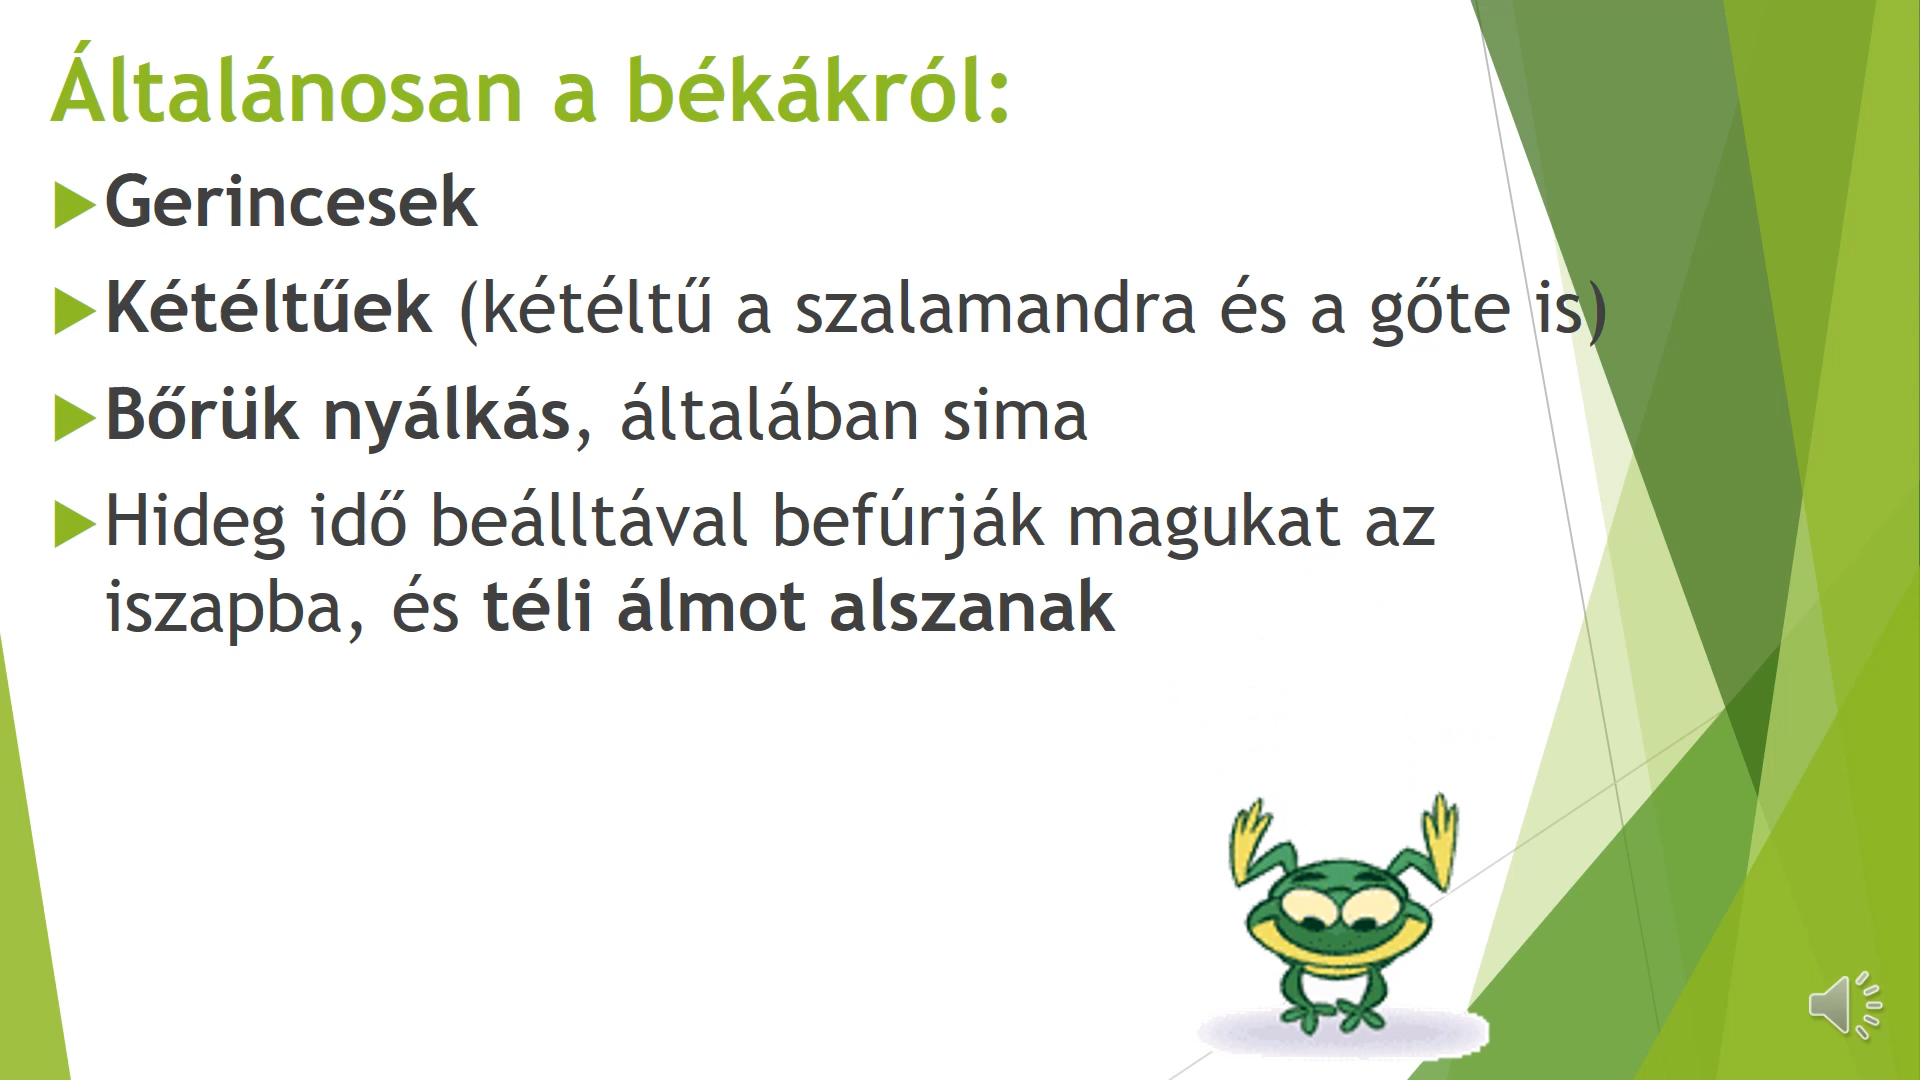 Általánosan a békákról:
Gerincesek
Kétéltűek (kétéltű a szalamandra és a gőte is)
Bőrük nyálkás, általában sima
Hideg idő beálltával befúrják magukat az
iszapba, és téli álmot alszanak